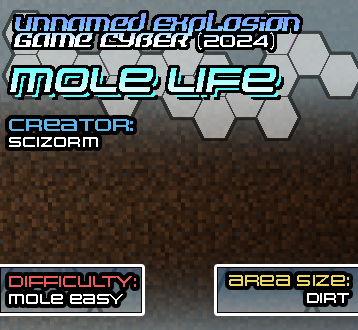 unnamed explosion
game cyber (2024)
mole life
creator:
scizorm
difficulty:
mole easy
area size:
dirt